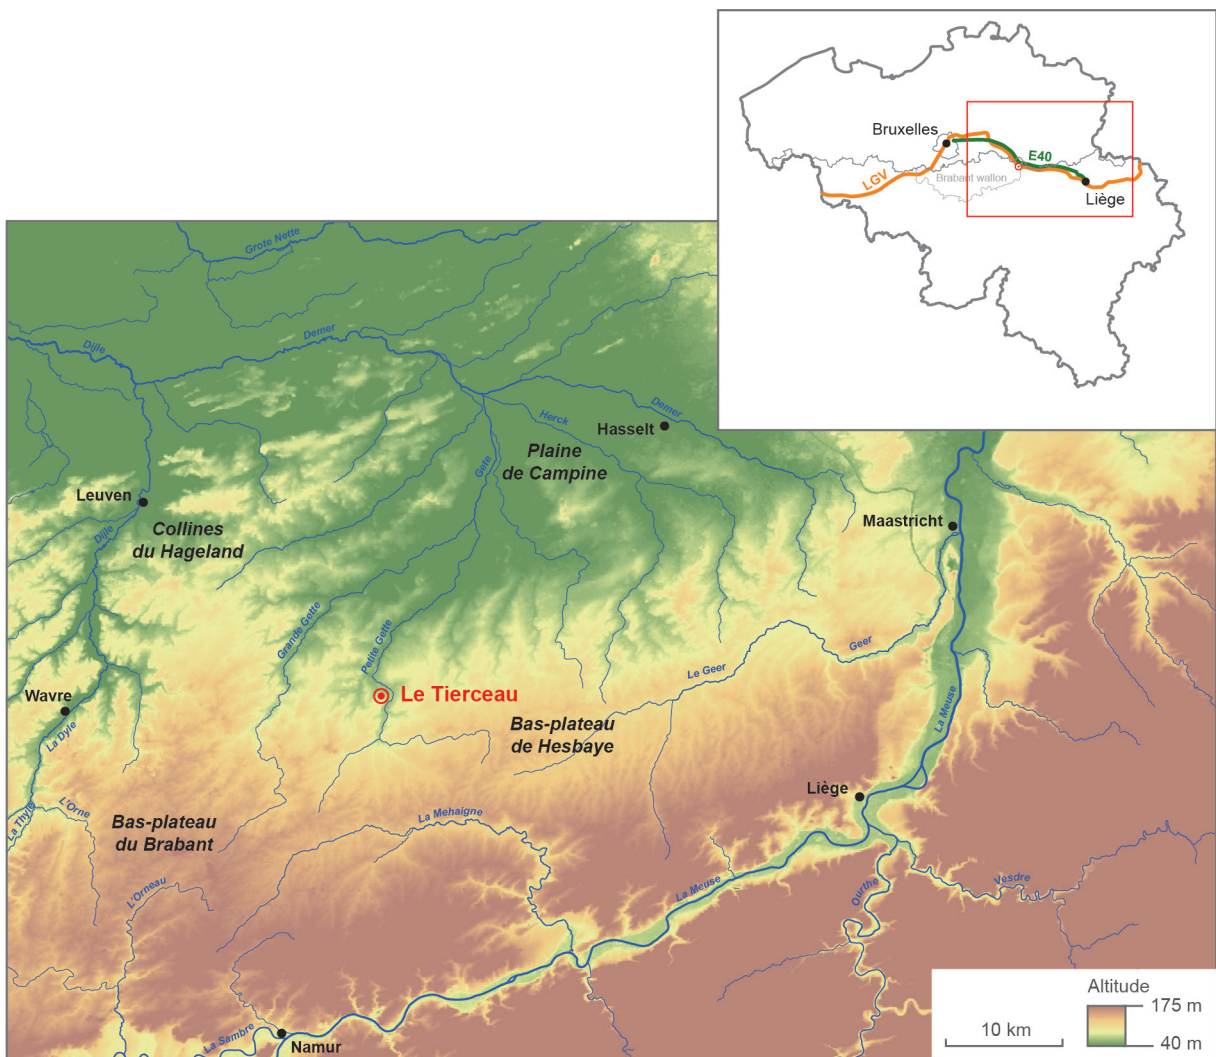 Bruxelles
E40
LGV
Brabant wallon
Liège
Grote Nette
Dijle
Demer
Demer
Herck
Hasselt
Plaine
de Campine
Gete
Leuven
Collines
du Hageland
Dijle
Maastricht
Grande Gette
Petite Gette
Geer
Le Geer
Le Tierceau
Wavre
La Dyle
Bas-plateau
de Hesbaye
La Meuse
Liège
La Thyle
L'Orne
La Mehaigne
Bas-plateau
du Brabant
L'Orneau
La Meuse
Ourthe
Vesdre
La Sambre
Namur
10 km
Altitude
175 m
40 m